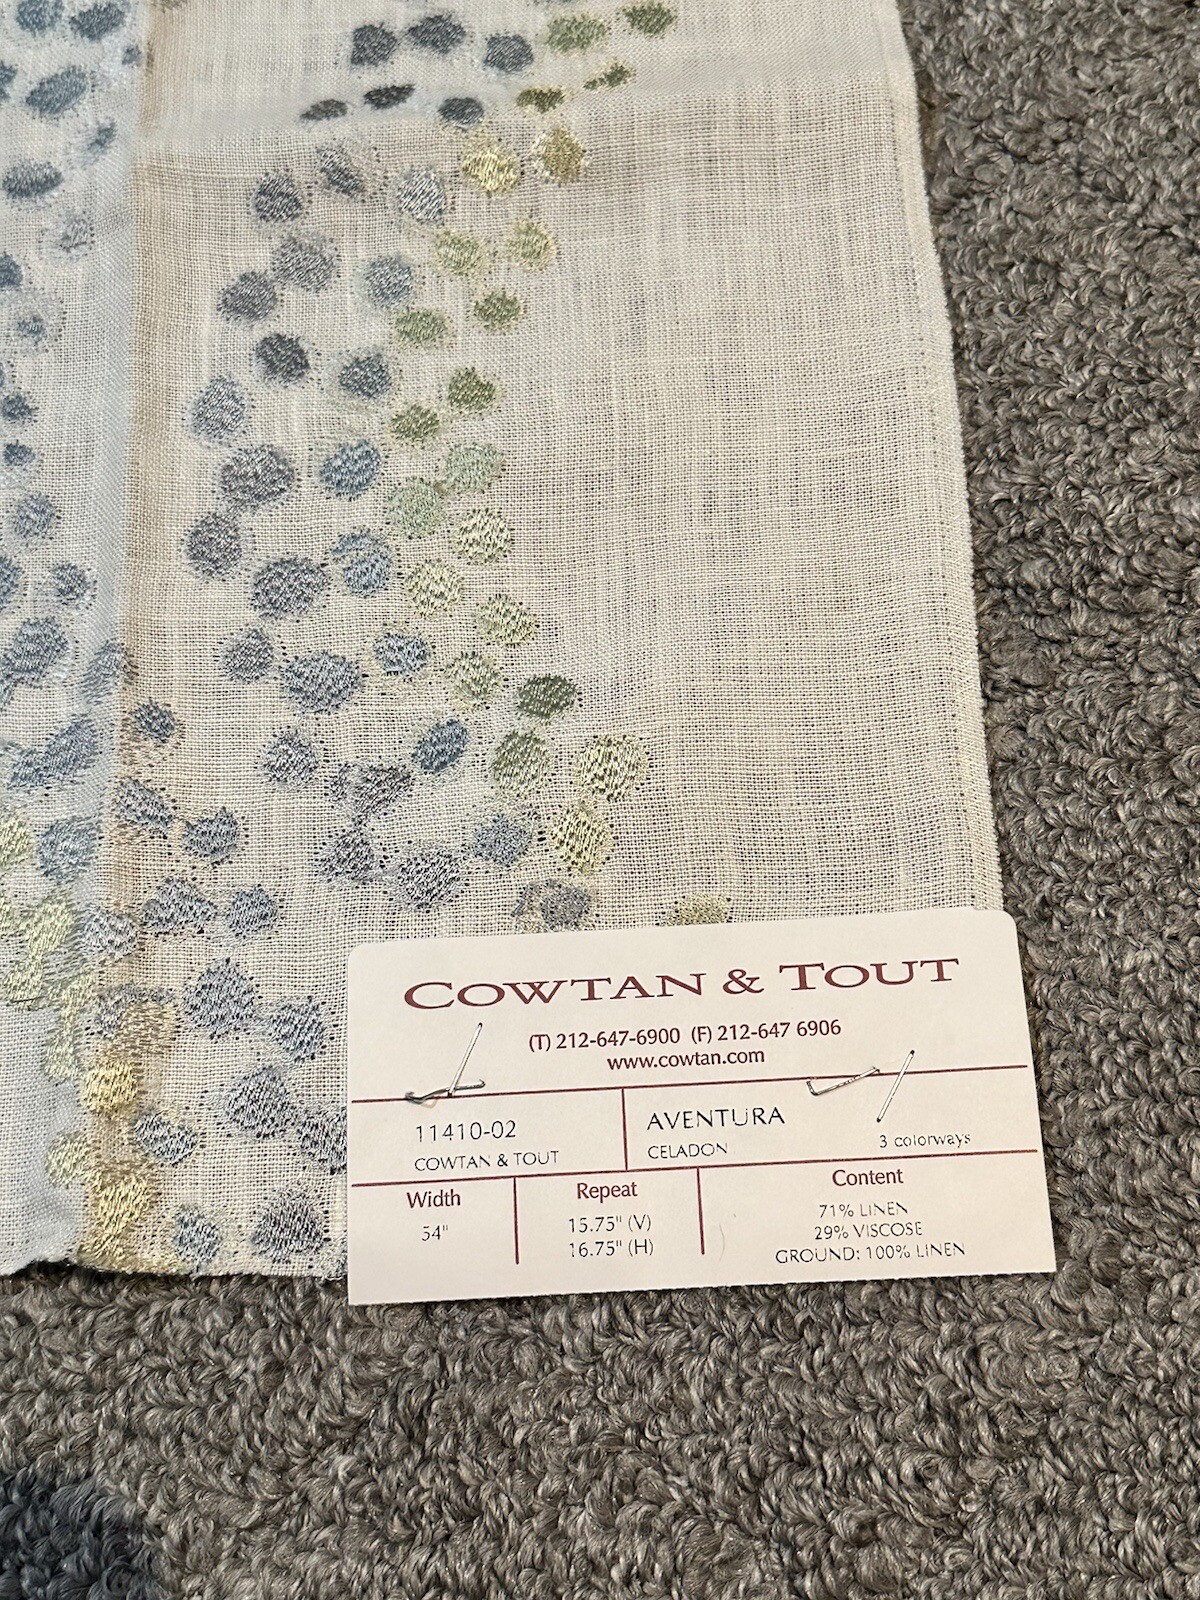 COWTAN & TOUT
(T) 212-647-6900 (F) 212-647 6906
www.cowtan.com
11410-02
COWTAN & TOUT
AVENTURA
CELADON
3 colorways
Width
54"
Repeat
15.75" (V)
16.75" (H)
Content
71% LINEN
29% VISCOSE
GROUND: 100% LINEN